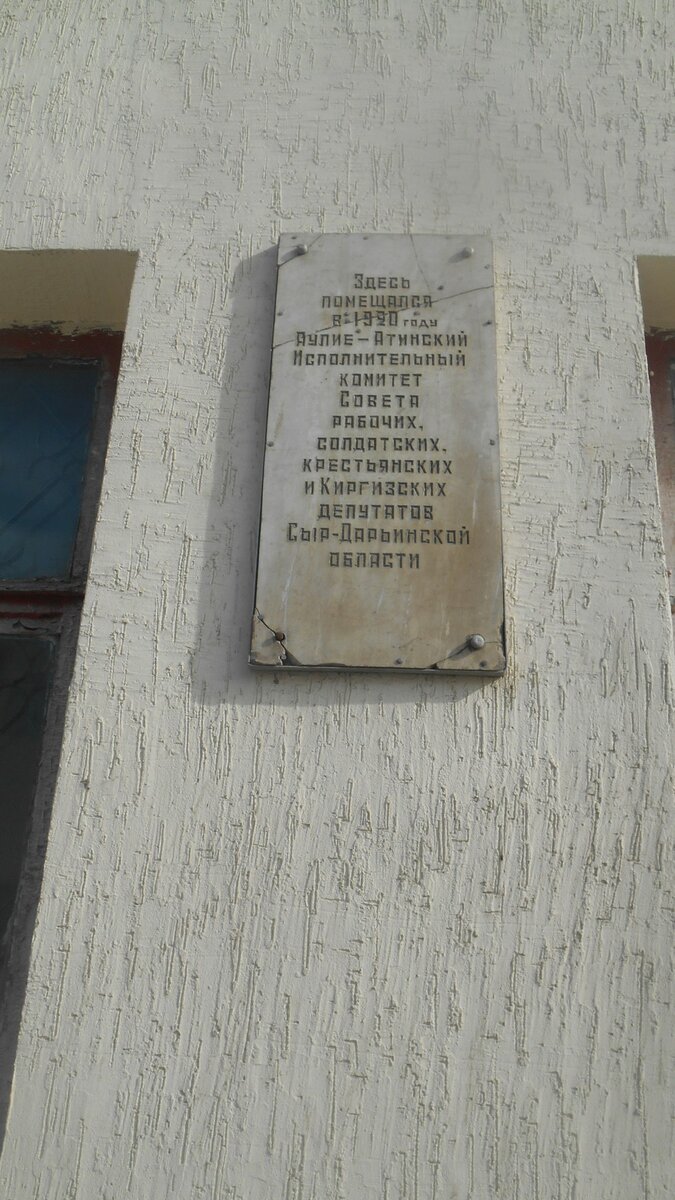 Здесь
помещался
в 1920 году
Аулие-Атинский
Исполнительный
комитет
Совета
рабочих,
солдатских,
крестьянских
и Киргизских
депутатов
Сыр-Дарьинской
области